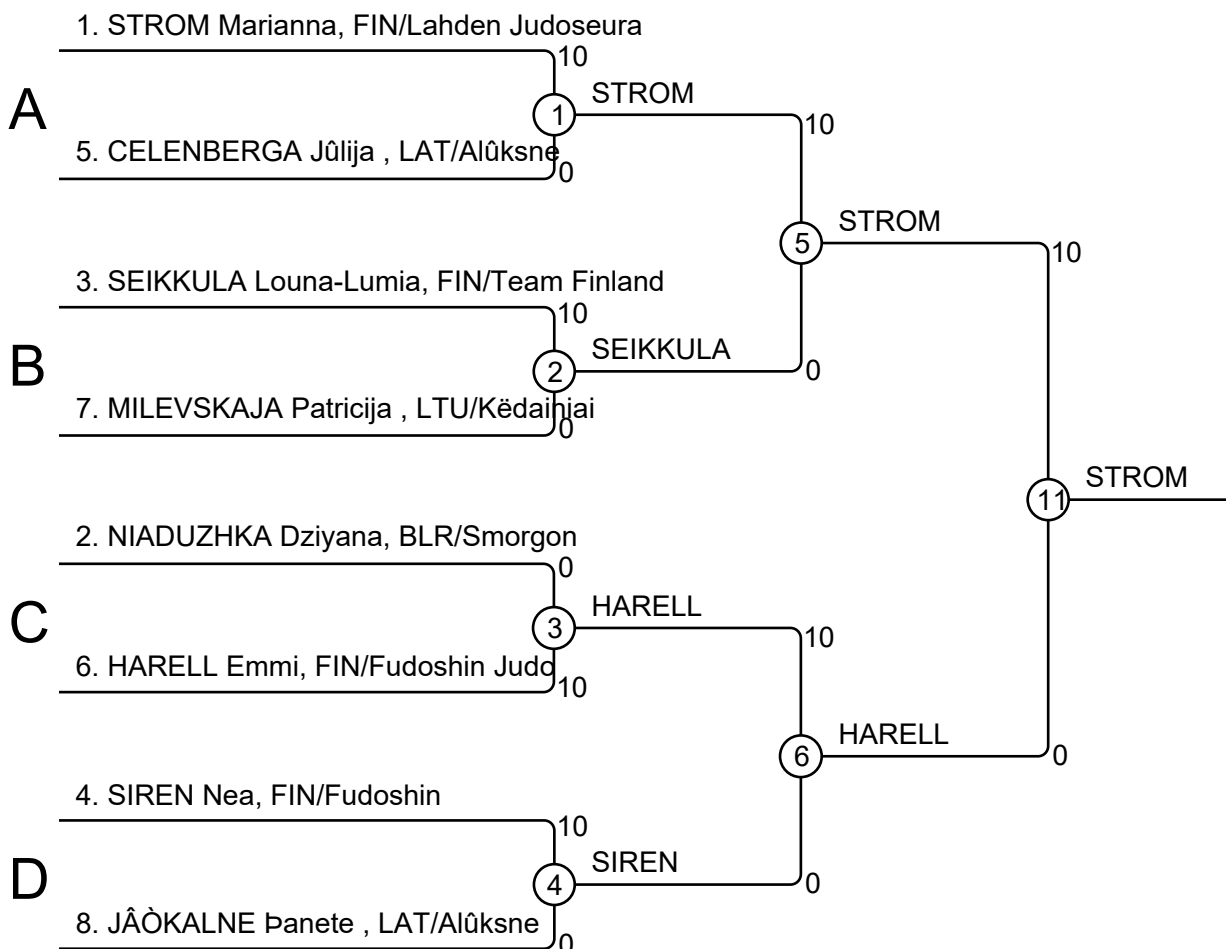 1. STROM Marianna, FIN/Lahden Judoseura
10
A
1
STROM
5. CELENBERGA Jûlija , LAT/Alûksne
0
10
5
STROM
3. SEIKKULA Louna-Lumia, FIN/Team Finland
10
B
2
SEIKKULA
7. MILEVSKAJA Patricija , LTU/Këdainiai
0
0
10
11
STROM
2. NIADUZHKA Dziyana, BLR/Smorgon
0
C
3
HARELL
6. HARELL Emmi, FIN/Fudoshin Judo
10
10
6
HARELL
0
4. SIREN Nea, FIN/Fudoshin
10
D
4
SIREN
0
8. JÂÒKALNE Þanete , LAT/Alûksne
0